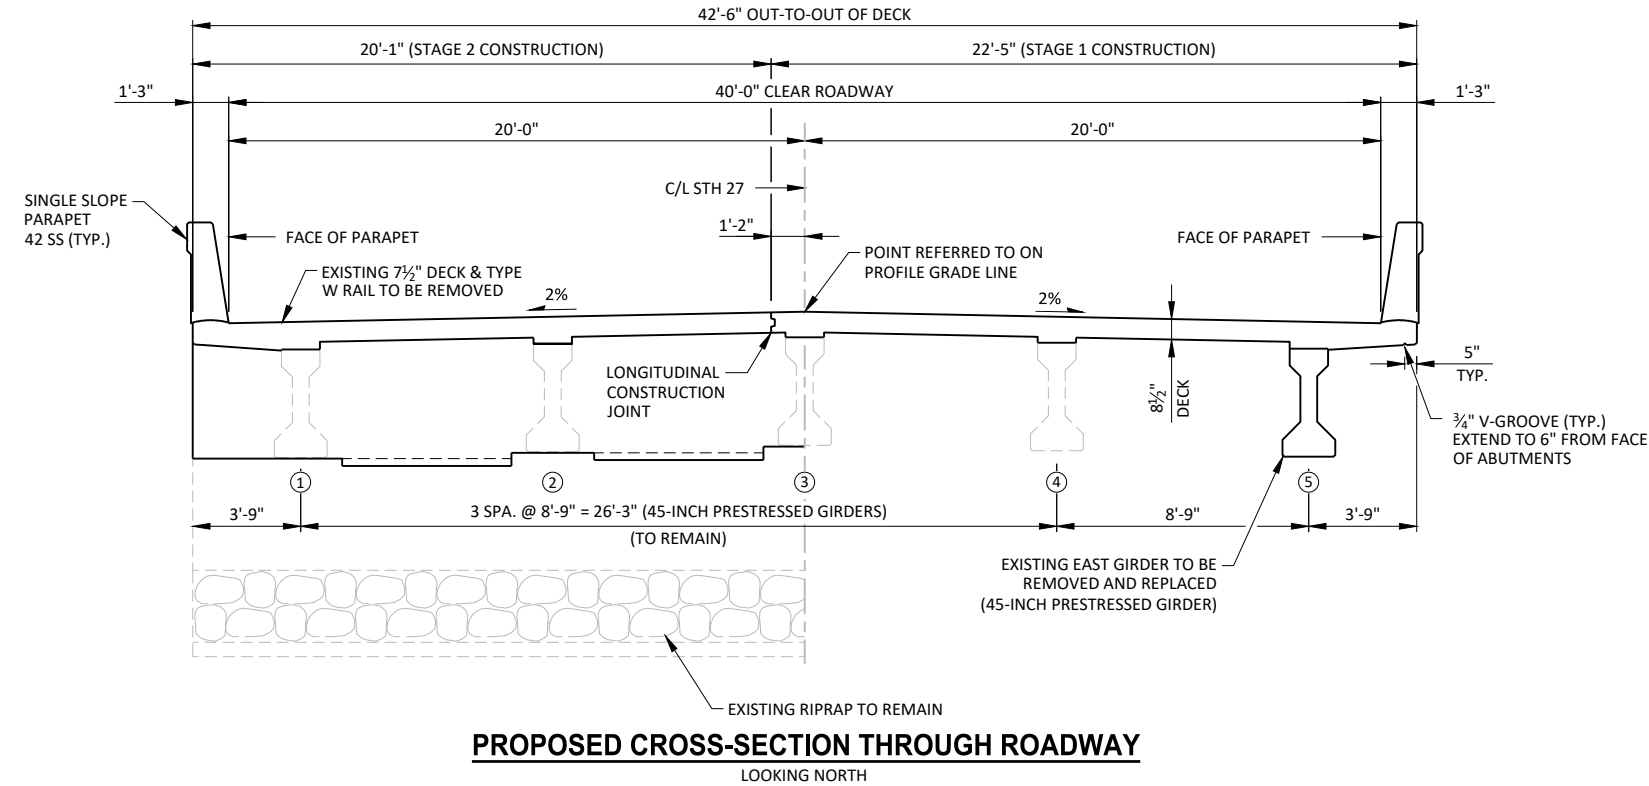 42'-6" OUT-TO-OUT OF DECK
20'-1" (STAGE 2 CONSTRUCTION)
22'-5" (STAGE 1 CONSTRUCTION)
1'-3"
40'-0" CLEAR ROADWAY
1'-3"
20'-0"
20'-0"
C/L STH 27
SINGLE SLOPE
PARAPET
42 SS (TYP.)
FACE OF PARAPET
1'-2"
FACE OF PARAPET
EXISTING 7½" DECK & TYPE
W RAIL TO BE REMOVED
POINT REFERRED TO ON
PROFILE GRADE LINE
2%
2%
LONGITUDINAL
CONSTRUCTION
JOINT
8½"
DECK
5"
TYP.
¾" V-GROOVE (TYP.)
EXTEND TO 6" FROM FACE
OF ABUTMENTS
1
2
3
4
5
3'-9"
3 SPA. @ 8'-9" = 26'-3" (45-INCH PRESTRESSED GIRDERS)
(TO REMAIN)
8'-9"
3'-9"
EXISTING EAST GIRDER TO BE
REMOVED AND REPLACED
(45-INCH PRESTRESSED GIRDER)
EXISTING RIPRAP TO REMAIN
PROPOSED CROSS-SECTION THROUGH ROADWAY
LOOKING NORTH